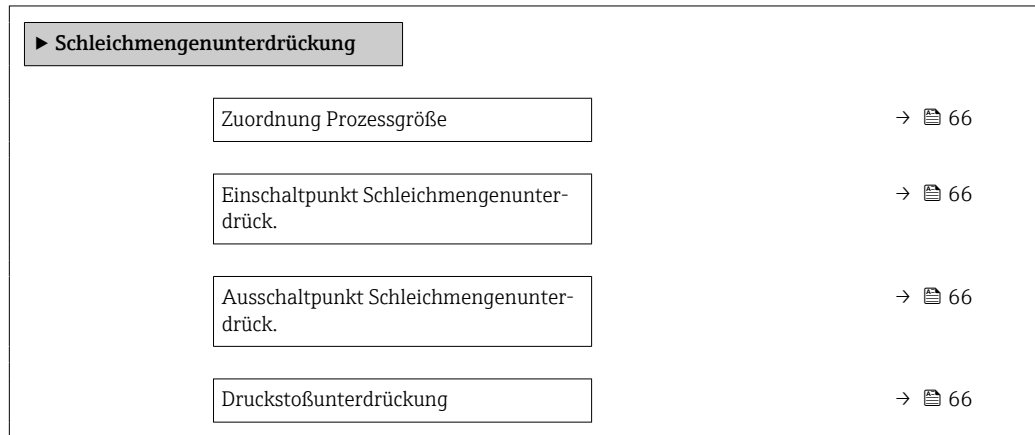 ► Schleichmengenunterdrückung
Zuordnung Prozessgröße → 66
Einschaltpunkt Schleichmengenunter-
drück. → 66
Ausschaltpunkt Schleichmengenunter-
drück. → 66
Druckstoßunterdrückung → 66